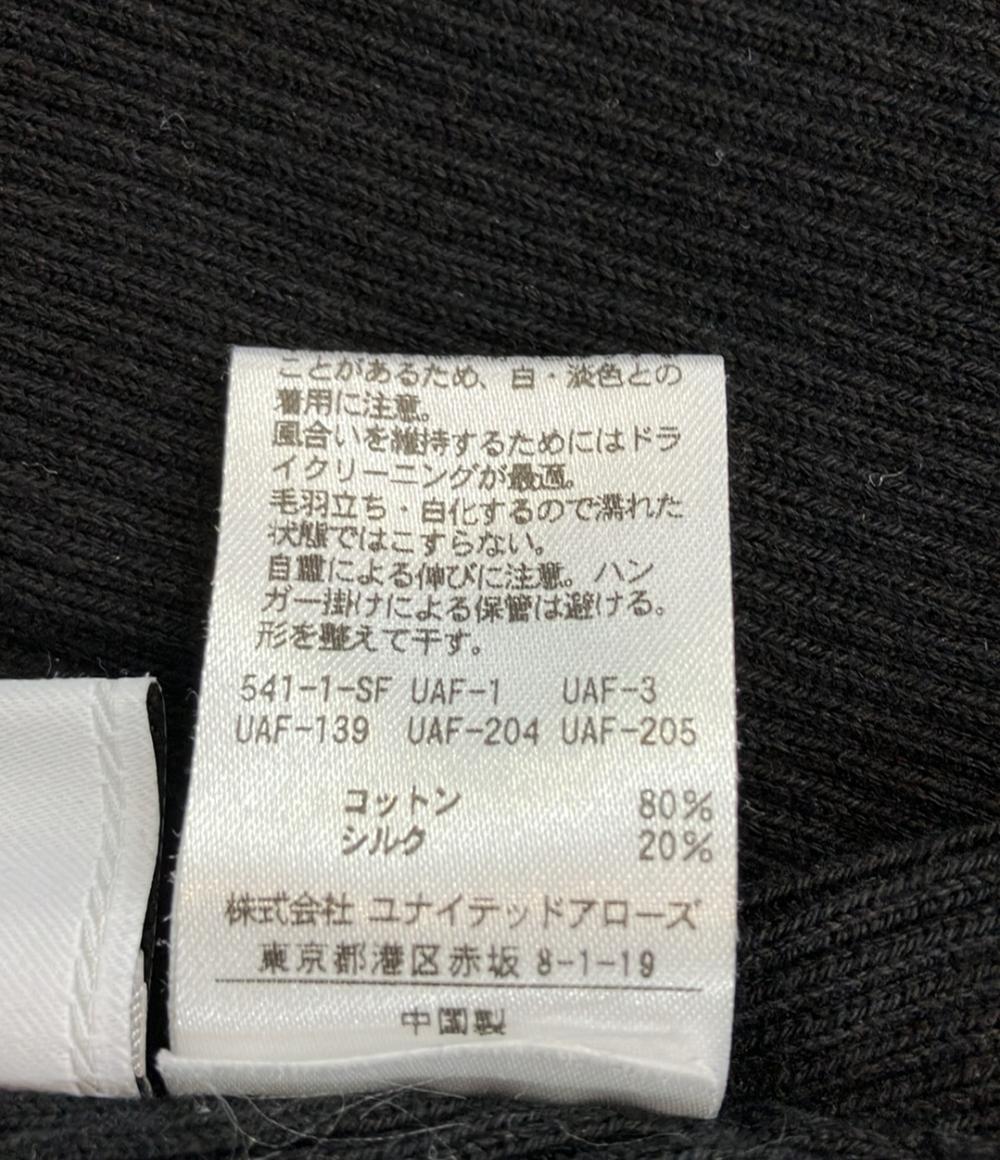 ことがあるため、白・淡色との
着用に注意。
風合いを維持するためにはドラ
イクリーニングが最適。
毛羽立ち・白化するので濡れた
状態ではこすらない。
自重による伸びに注意。ハン
ガー掛けによる保管は避ける。
形を整えて干す。
541-1-SF UAF-1 UAF-3
UAF-139 UAF-204 UAF-205
コットン 80%
シルク 20%
株式会社 ユナイテッドアローズ
東京都港区赤坂 8-1-19
中国製